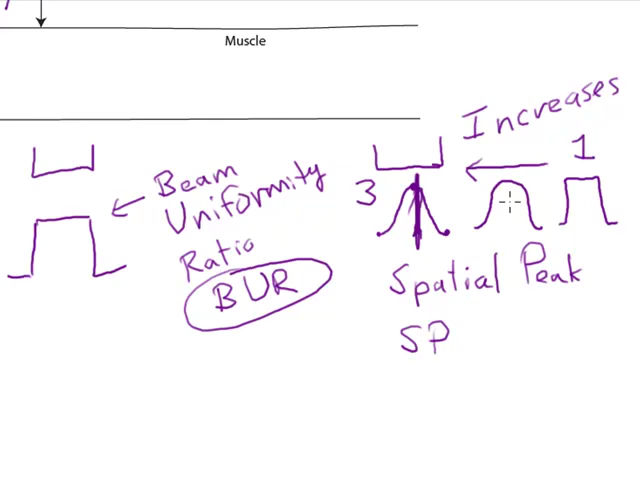 Muscle
Beam
Uniformity
Ratio
BUR
Increases
3
1
Spatial Peak
SP